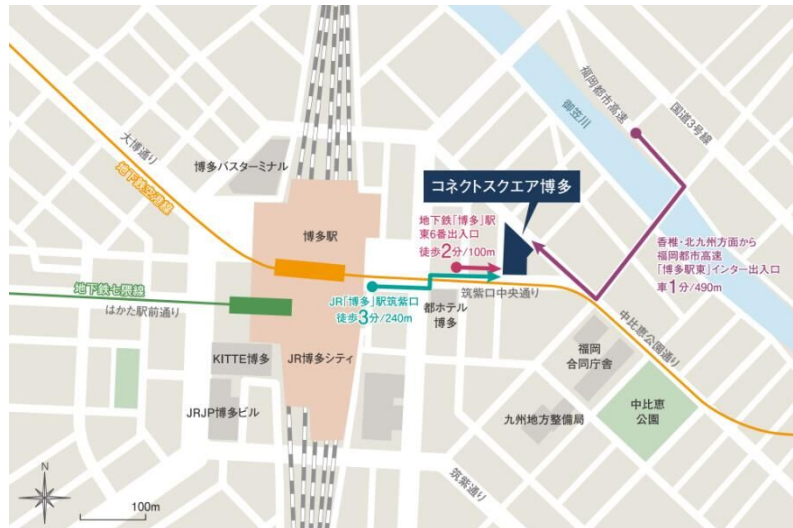 福岡都市高速
国道3号線
御笠川
大博通り
地下鉄空港線
博多バスターミナル
コネクトスクエア博多
博多駅
地下鉄「博多」駅
東6番出入口
徒歩2分/100m
香椎・北九州方面から
福岡都市高速
「博多駅東」インター出入口
車1分/490m
地下鉄七隈線
はかた駅前通り
JR「博多」駅筑紫口
徒歩3分/240m
筑紫口中央通り
都ホテル
博多
中比恵公園通り
福岡
合同庁舎
KITTE博多
JR博多シティ
JRJP博多ビル
九州地方整備局
中比恵
公園
筑紫通り
N
100m